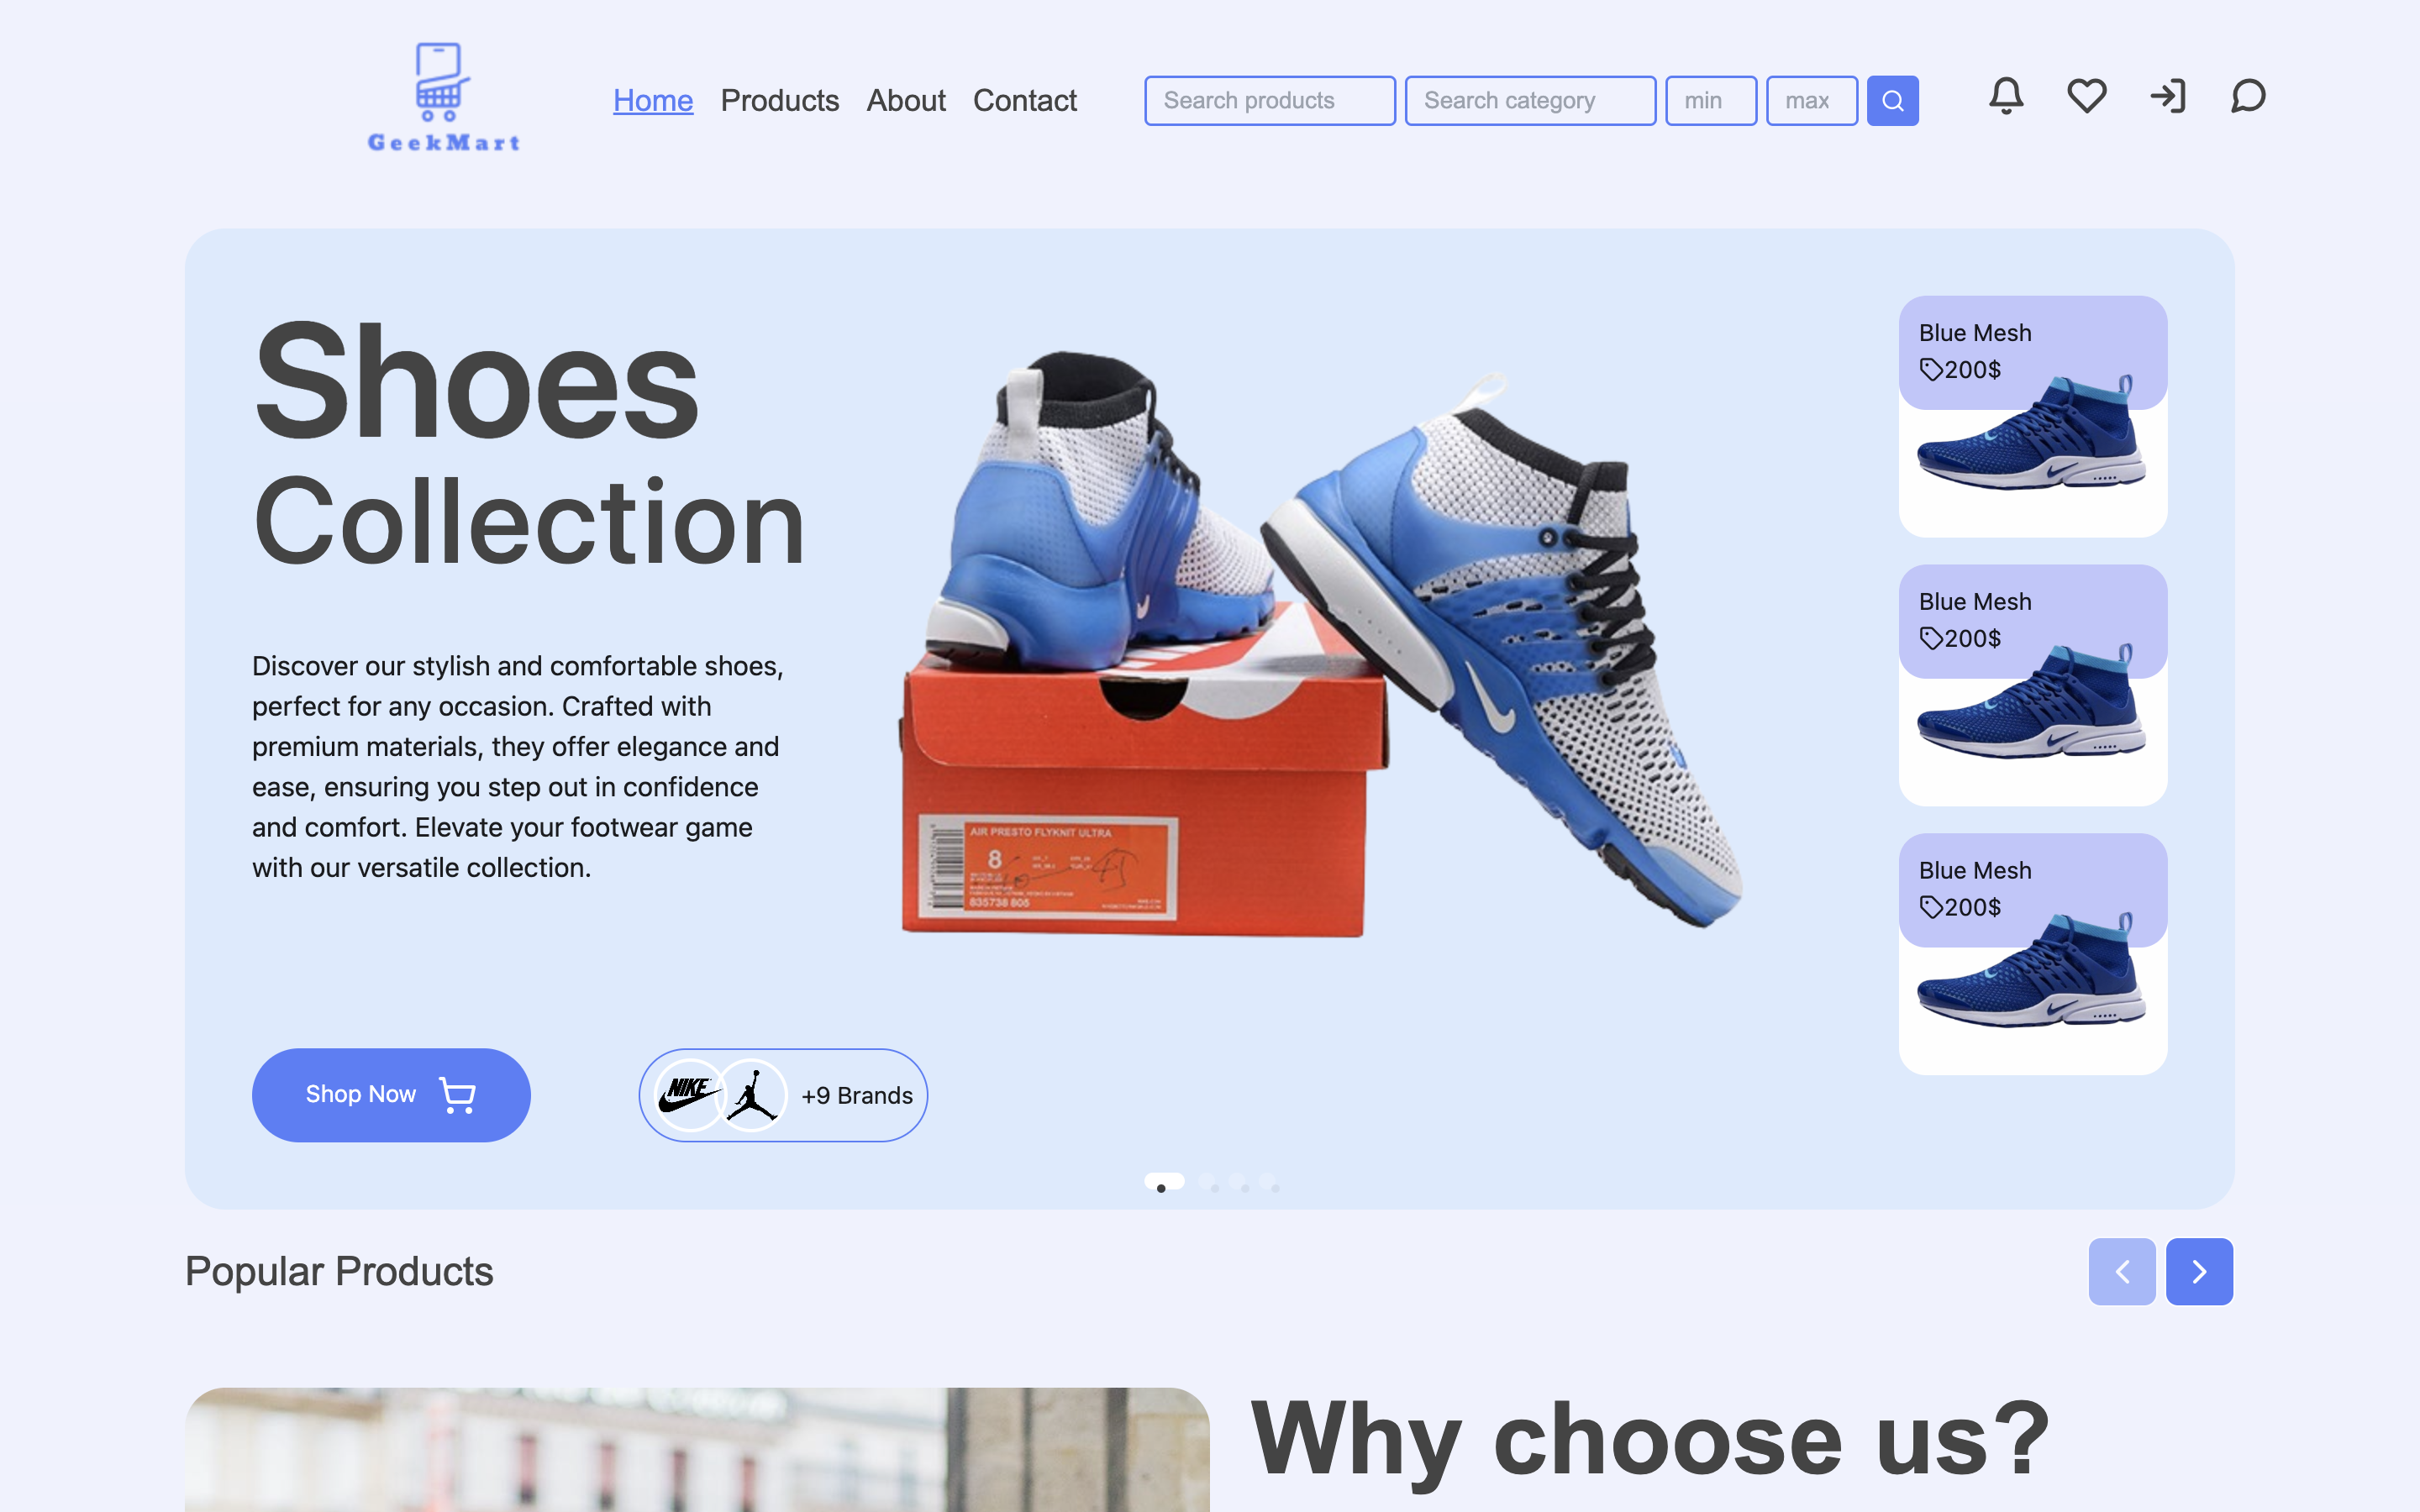 GeekMart
Home Products About Contact
Search products Search category min max
Shoes
Collection
Discover our stylish and comfortable shoes,
perfect for any occasion. Crafted with
premium materials, they offer elegance and
ease, ensuring you step out in confidence
and comfort. Elevate your footwear game
with our versatile collection.
AIR PRESTO FLYKNIT ULTRA
8
835738 805
Blue Mesh
200$
Blue Mesh
200$
Blue Mesh
200$
Shop Now
NIKE
+9 Brands
Popular Products
Why choose us?